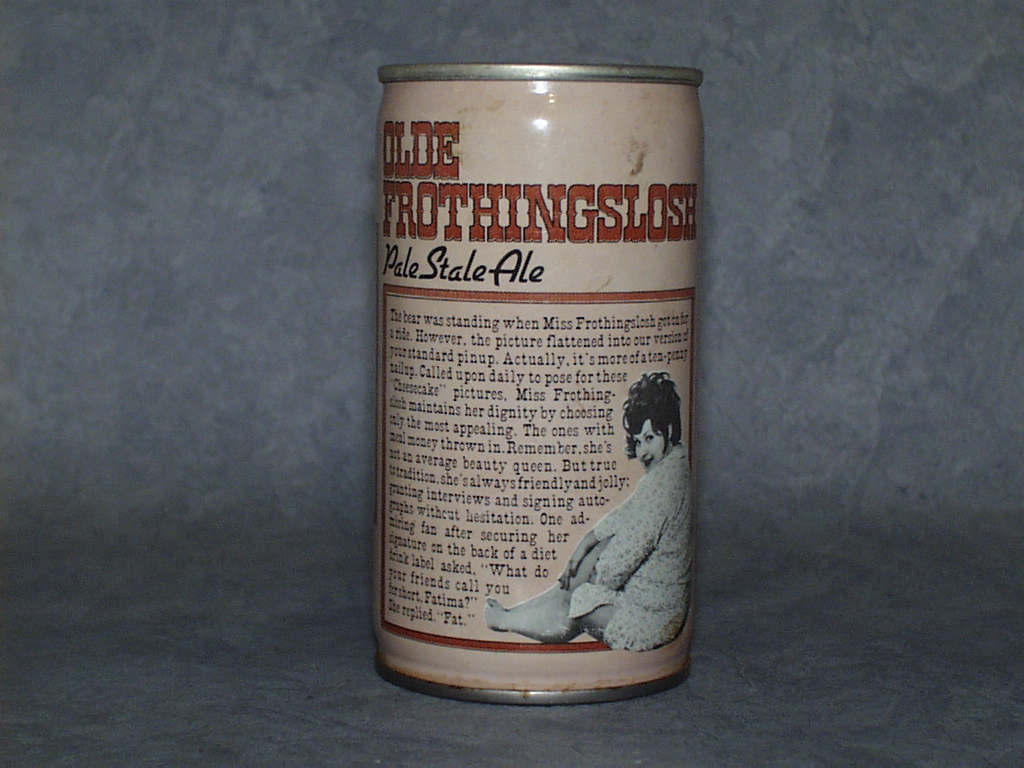 OLDE
FROTHINGSLOSH
Pale Stale Ale
The bear was standing when Miss Frothingslosh got on for
a ride. However, the picture flattened into our version of
your standard pinup. Actually, it's more of a ten-penny
nailup. Called upon daily to pose for these
"Cheesecake" pictures, Miss Frothing-
slosh maintains her dignity by choosing
only the most appealing. The ones with
meal money thrown in. Remember, she's
not an average beauty queen. But true
to tradition, she's always friendly and jolly;
granting interviews and signing auto-
graphs without hesitation. One ad-
miring fan after securing her
signature on the back of a diet
drink label asked, "What do
your friends call you
for short, Fatima?"
She replied, "Fat."